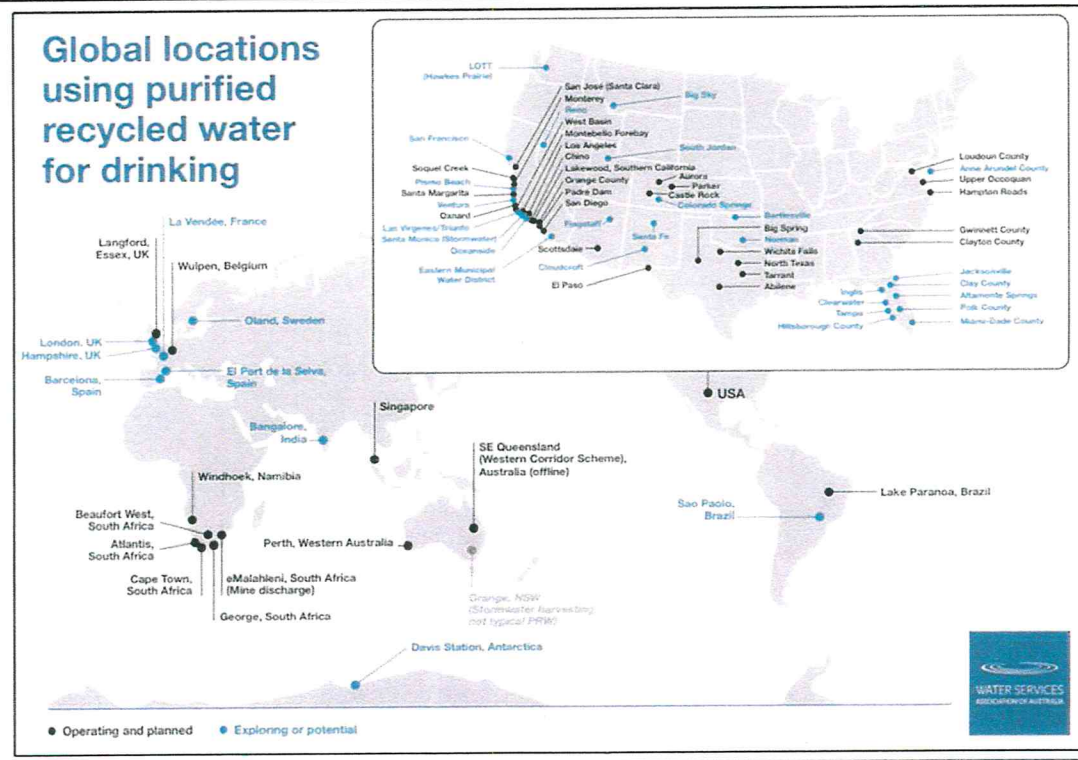 Global locations
using purified
recycled water
for drinking
LOTT
(Hawkes Prairie)
San José (Santa Clara)
Monterey
Reno
West Basin
Montebello Forebay
Los Angeles
Chino
Lakewood, Southern California
Orange County
Padre Dam
San Diego
Big Sky
South Jordan
San Francisco
Soquel Creek
Pismo Beach
Santa Margarita
Ventura
Oxnard
Las Virgenes/Triunfo
Santa Monica (Stormwater)
Oceanside
Eastern Municipal
Water District
Aurora
Parker
Castle Rock
Colorado Springs
Flagstaff
Santa Fe
Scottsdale
Cloudcroft
El Paso
Bartlesville
Big Spring
Norman
Wichita Falls
North Texas
Tarrant
Abilene
Loudoun County
Anne Arundel County
Upper Occoquan
Hampton Roads
Gwinnett County
Clayton County
Jacksonville
Clay County
Inglis
Altamonte Springs
Clearwater
Polk County
Tampa
Hillsborough County
Miami-Dade County
La Vendée, France
Langford,
Essex, UK
Wulpen, Belgium
Oland, Sweden
London, UK
Hampshire, UK
El Port de la Selva,
Spain
Barcelona,
Spain
USA
Singapore
Bangalore,
India
SE Queensland
(Western Corridor Scheme),
Australia (offline)
Windhoek, Namibia
Lake Paranoa, Brazil
Sao Paolo,
Brazil
Beaufort West,
South Africa
Atlantis,
South Africa
Perth, Western Australia
Cape Town,
South Africa
eMalahleni, South Africa
(Mine discharge)
George, South Africa
Orange, NSW
(Stormwater harvesting
not typical PRW)
Davis Station, Antarctica
WATER SERVICES
ASSOCIATION OF AUSTRALIA
Operating and planned
Exploring or potential